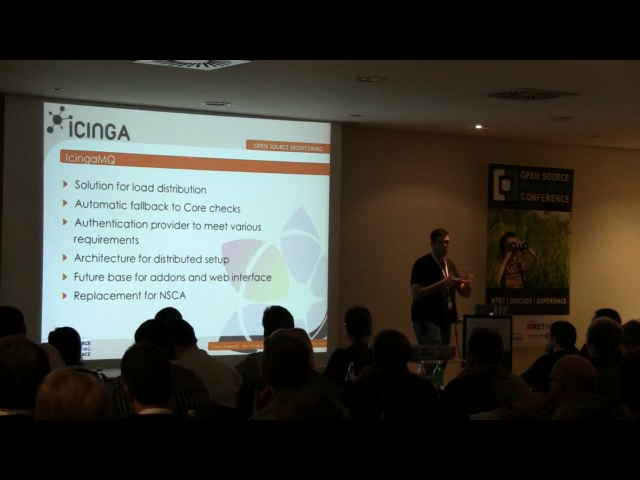 iCINGA
OPEN SOURCE MONITORING
IcingaMQ
Solution for load distribution
Automatic fallback to Core checks
Authentication provider to meet various
requirements
Architecture for distributed setup
Future base for addons and web interface
Replacement for NSCA
OPEN SOURCE
CONFERENCE
MEET | DISCUSS | EXPERIENCE